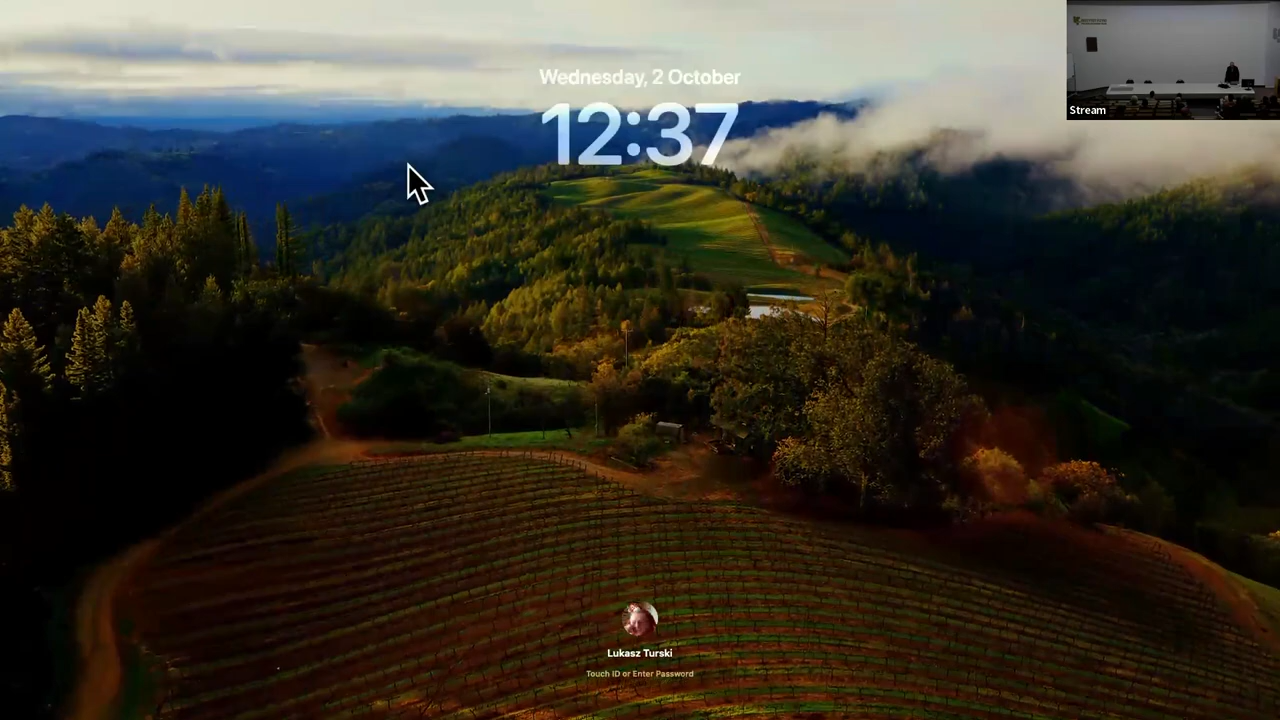 Wednesday, 2 October
12:37
Stream
Lukasz Turski
Touch ID or Enter Password